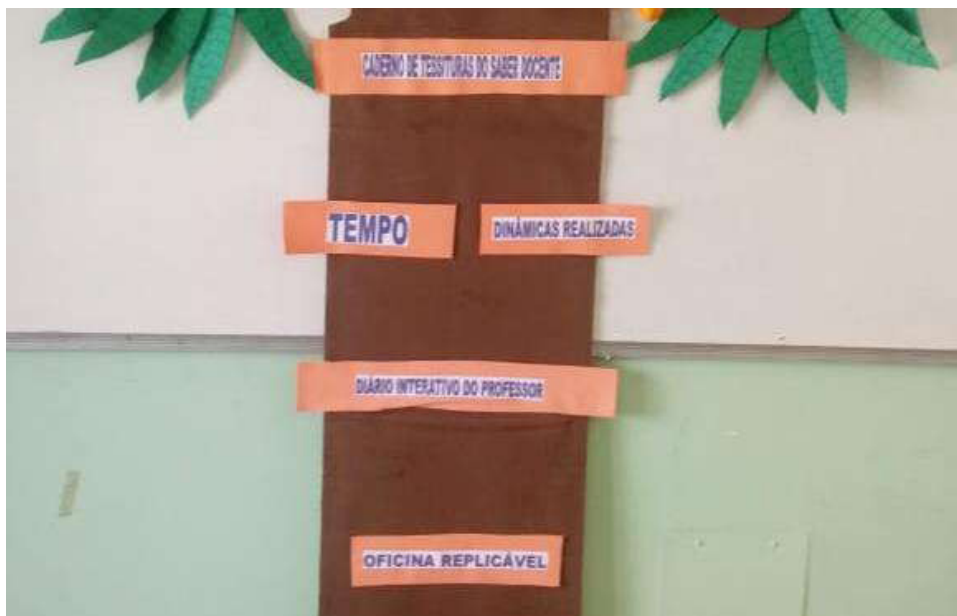 CADERNO DE TESSITURAS DO SABER DOCENTE
TEMPO
DINÂMICAS REALIZADAS
DIÁRIO INTERATIVO DO PROFESSOR
OFICINA REPLICÁVEL